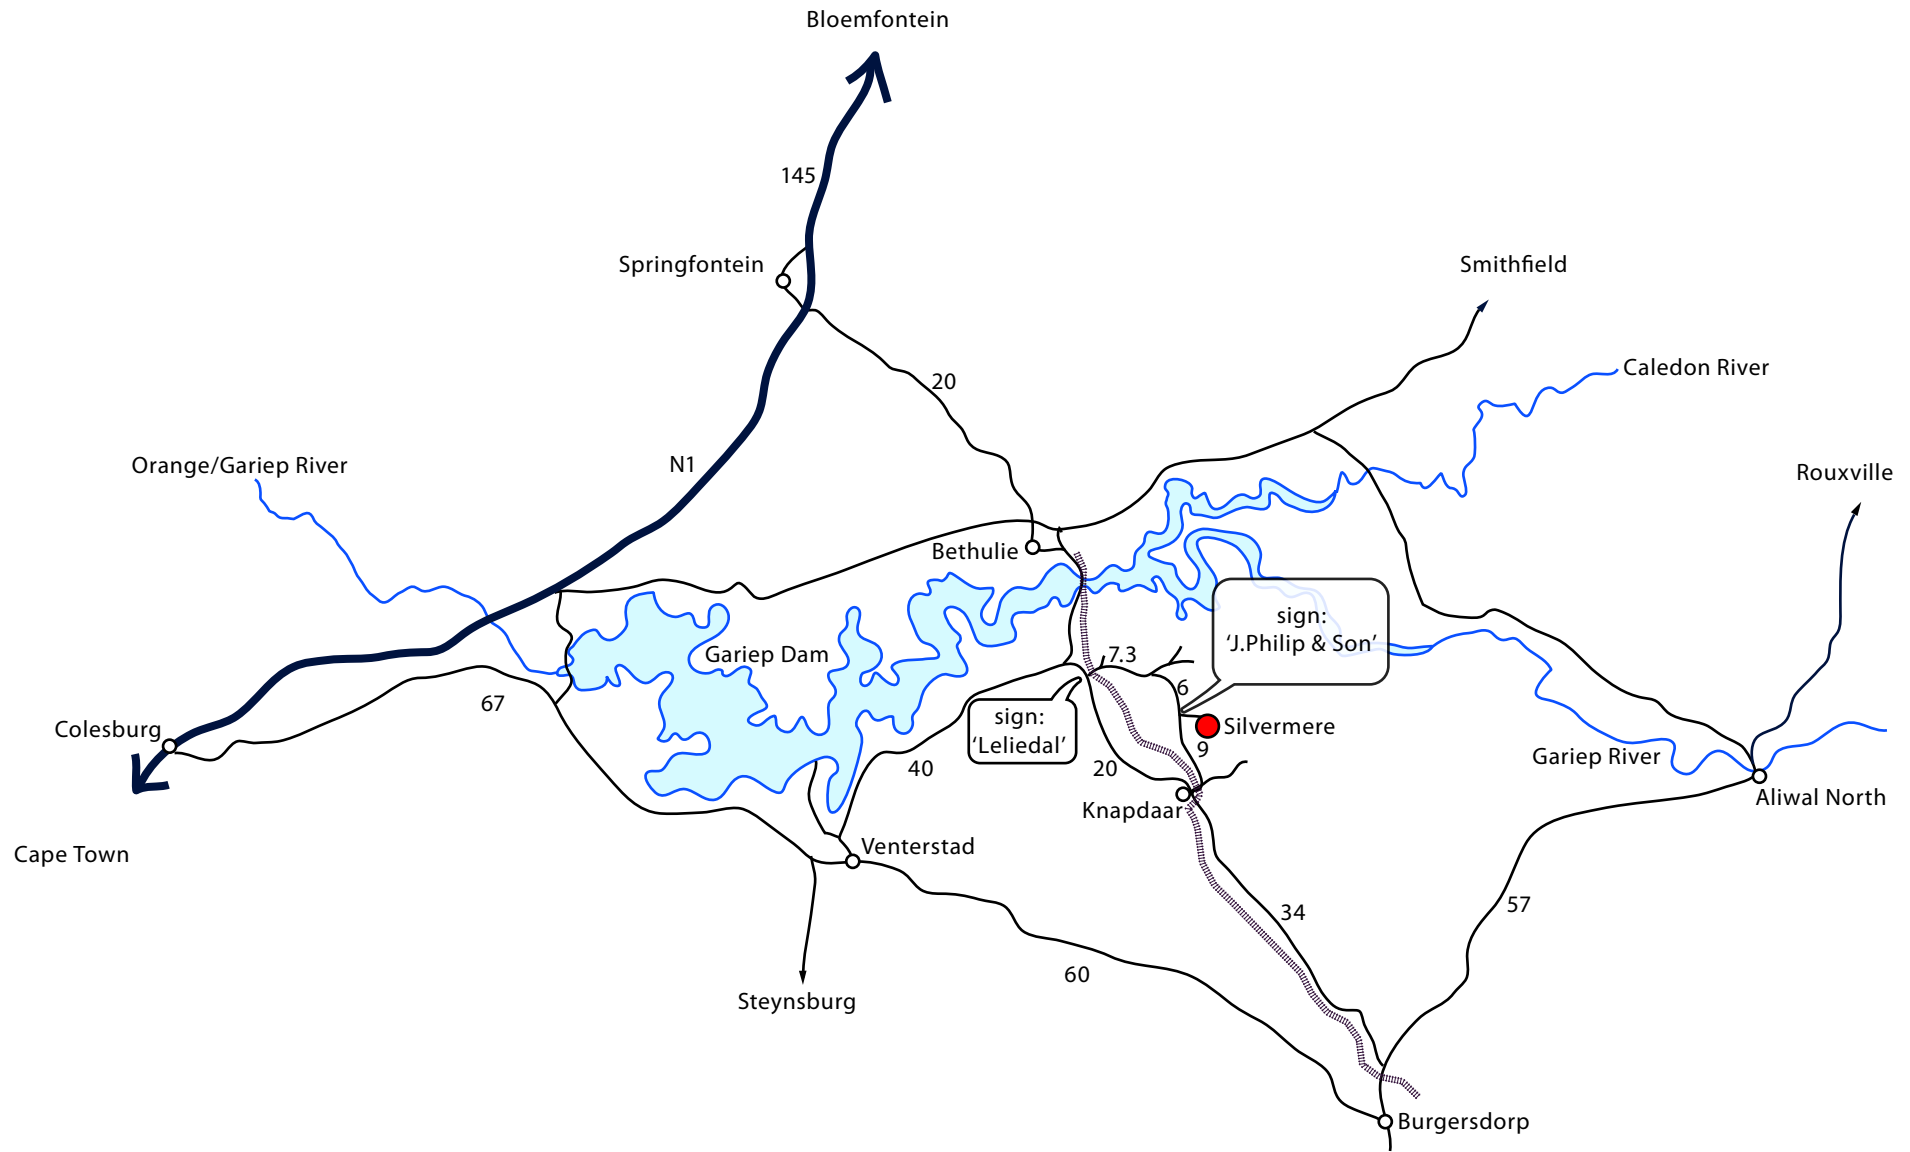 Bloemfontein
145
Springfontein
Smithfield
Caledon River
20
Orange/Gariep River
N1
Rouxville
Bethulie
sign:
‘J.Philip & Son’
Gariep Dam
7.3
6
67
Colesburg
sign:
‘Leliedal’
Silvermere
9
Gariep River
40
20
Knapdaar
Aliwal North
Cape Town
Venterstad
34
57
60
Steynsburg
Burgersdorp